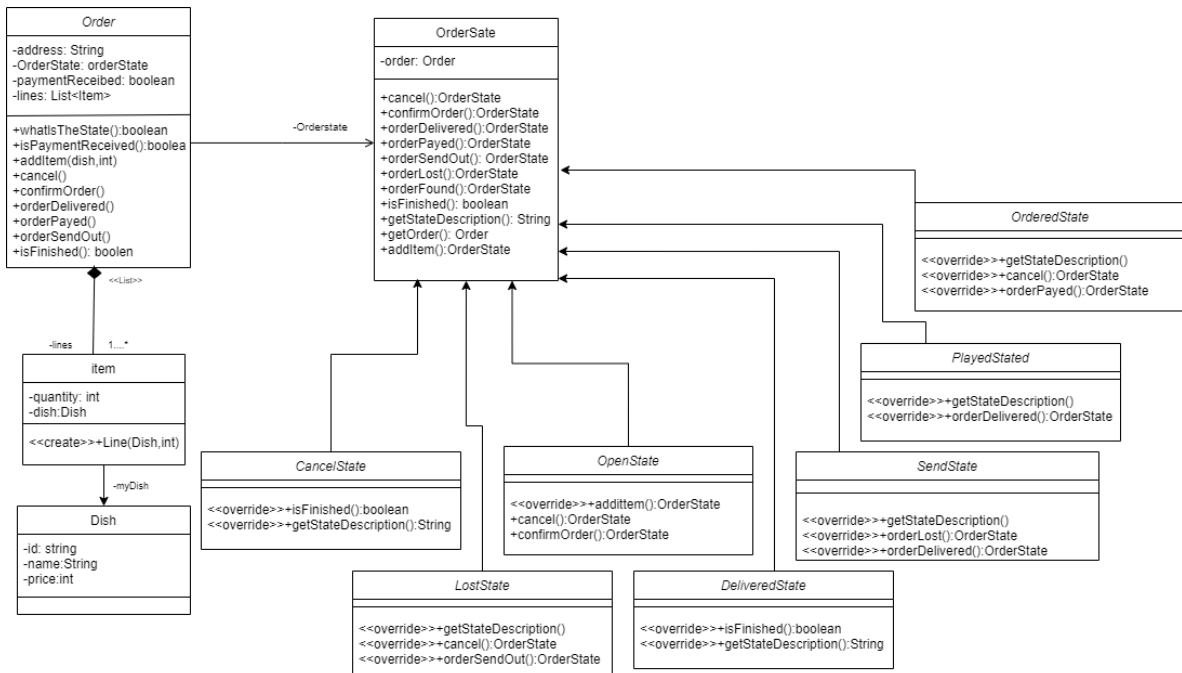 Order
-address: String
-OrderState: orderState
-paymentReceibed: boolean
-lines: List<Item>
+whatIsTheState():boolean
+isPaymentReceived():boolea
+addItem(dish,int)
+cancel()
+confirmOrder()
+orderDelivered()
+orderPayed()
+orderSendOut()
+isFinished(): boolen
<<List>>
-lines
1....*
item
-quantity: int
-dish:Dish
<<create>>+Line(Dish,int)
-myDish
Dish
-id: string
-name:String
-price:int
-Orderstate
OrderSate
-order: Order
+cancel():OrderState
+confirmOrder():OrderState
+orderDelivered():OrderState
+orderPayed():OrderState
+orderSendOut(): OrderState
+orderLost():OrderState
+orderFound():OrderState
+isFinished(): boolean
+getStateDescription(): String
+getOrder(): Order
+addItem():OrderState
OrderedState
<<override>>+getStateDescription()
<<override>>+cancel():OrderState
<<override>>+orderPayed():OrderState
PlayedStated
<<override>>+getStateDescription()
<<override>>+orderDelivered():OrderState
SendState
<<override>>+getStateDescription()
<<override>>+orderLost():OrderState
<<override>>+orderDelivered():OrderState
CancelState
<<override>>+isFinished():boolean
<<override>>+getStateDescription():String
OpenState
<<override>>+addittem():OrderState
+cancel():OrderState
+confirmOrder():OrderState
LostState
<<override>>+getStateDescription()
<<override>>+cancel():OrderState
<<override>>+orderSendOut():OrderState
DeliveredState
<<override>>+isFinished():boolean
<<override>>+getStateDescription():String